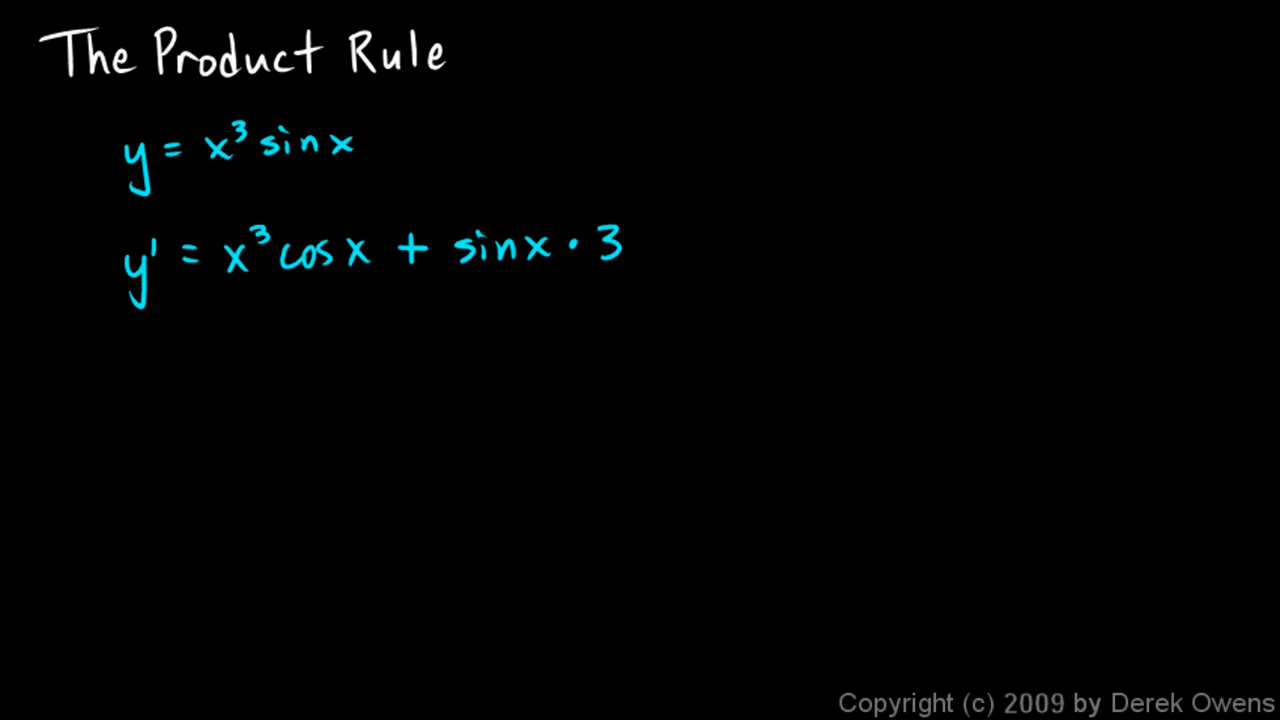 The Product Rule
y = x³ sin x
y' = x³ cos x + sin x · 3
Copyright (c) 2009 by Derek Owens